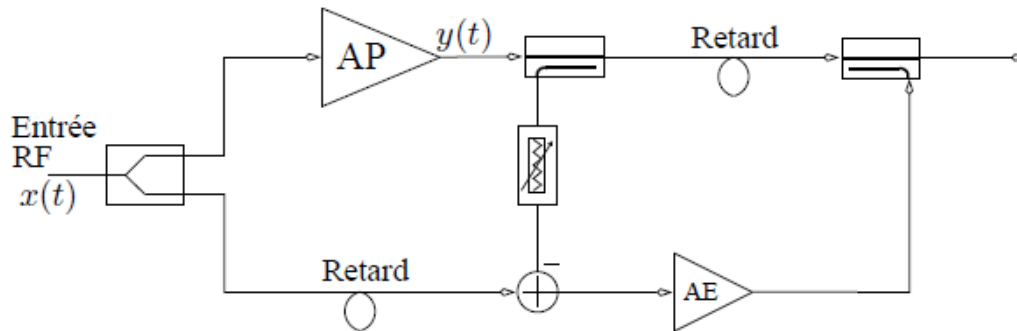 AP
y(t)
Retard
Entrée
RF
x(t)
Retard
−
+
AE